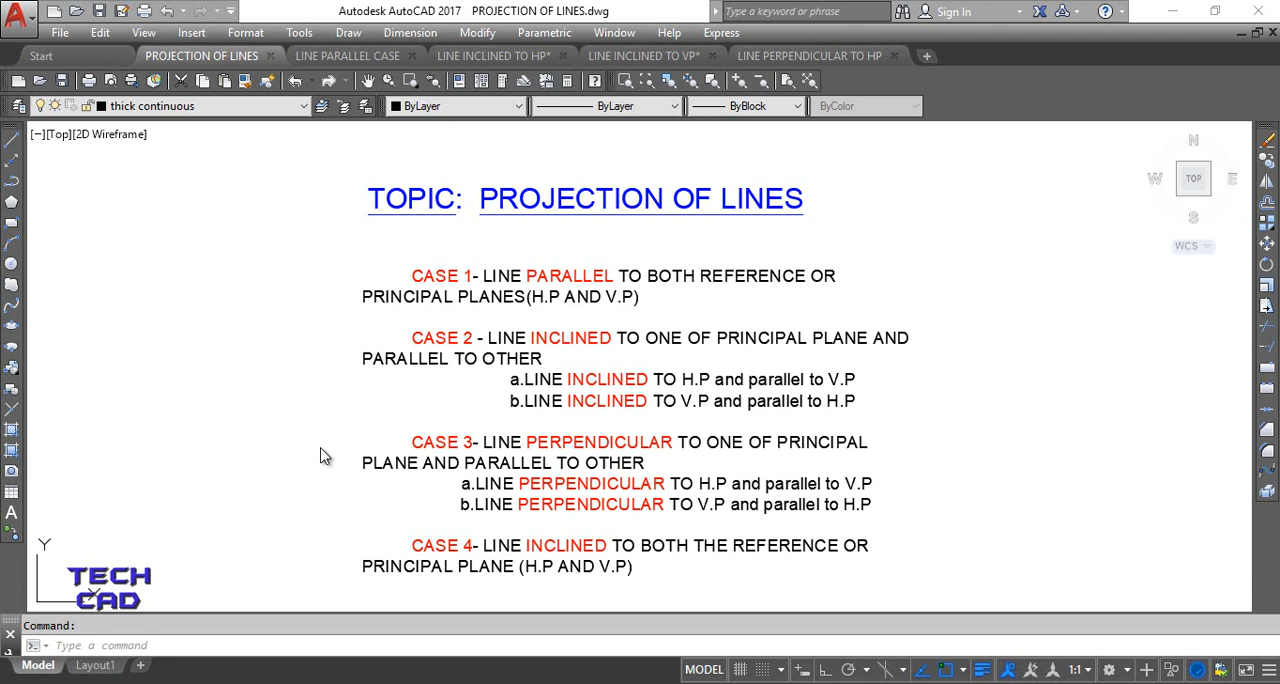 Autodesk AutoCAD 2017 PROJECTION OF LINES.dwg
Type a keyword or phrase
Sign In
File Edit View Insert Format Tools Draw Dimension Modify Parametric Window Help Express
Start
PROJECTION OF LINES
LINE PARALLEL CASE
LINE INCLINED TO HP*
LINE INCLINED TO VP*
LINE PERPENDICULAR TO HP
thick continuous
ByLayer
ByLayer
ByBlock
ByColor
[−][Top][2D Wireframe]
N
W TOP E
S
WCS
TOPIC: PROJECTION OF LINES
CASE 1- LINE PARALLEL TO BOTH REFERENCE OR
PRINCIPAL PLANES(H.P AND V.P)
CASE 2 - LINE INCLINED TO ONE OF PRINCIPAL PLANE AND
PARALLEL TO OTHER
a.LINE INCLINED TO H.P and parallel to V.P
b.LINE INCLINED TO V.P and parallel to H.P
CASE 3- LINE PERPENDICULAR TO ONE OF PRINCIPAL
PLANE AND PARALLEL TO OTHER
a.LINE PERPENDICULAR TO H.P and parallel to V.P
b.LINE PERPENDICULAR TO V.P and parallel to H.P
CASE 4- LINE INCLINED TO BOTH THE REFERENCE OR
PRINCIPAL PLANE (H.P AND V.P)
Y
X
TECH
CAD
Command:
Type a command
Model
Layout1
MODEL
1:1